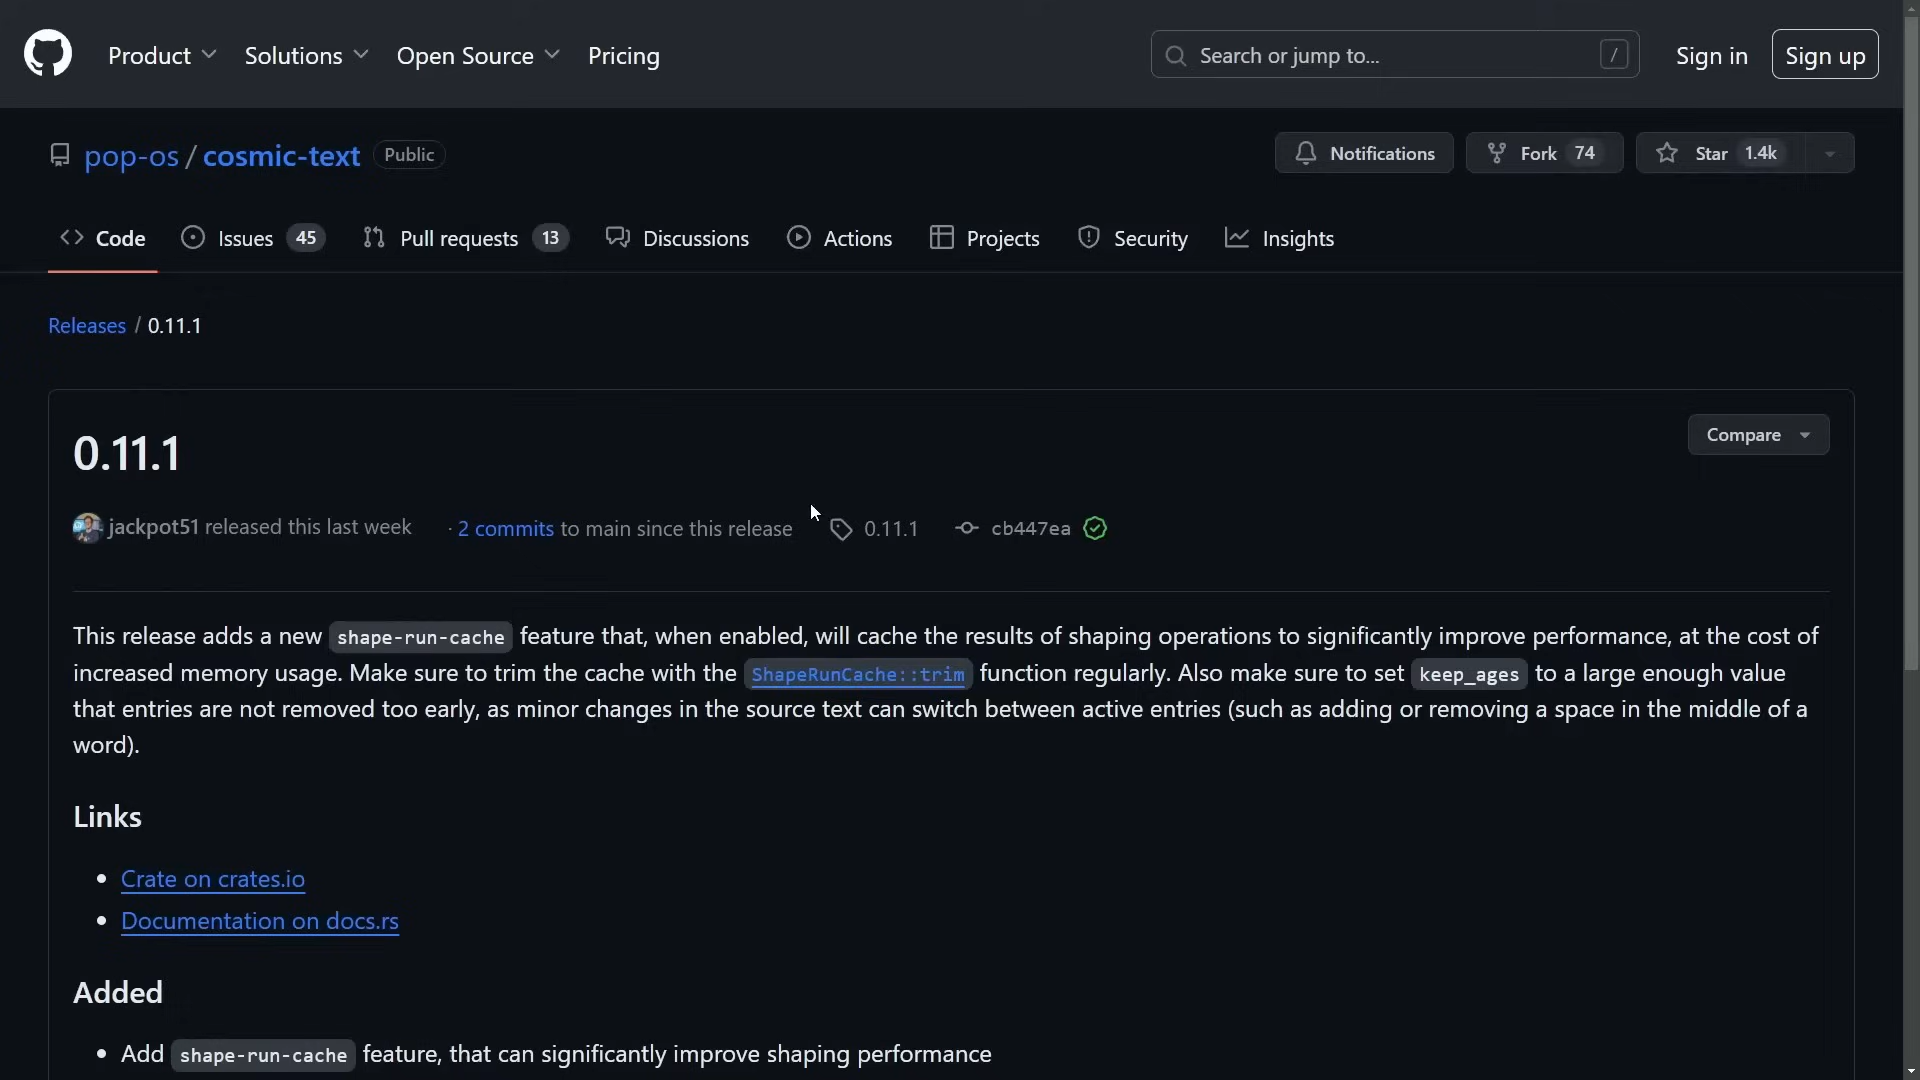 Product Solutions Open Source Pricing Search or jump to... / Sign in Sign up
pop-os / cosmic-text Public Notifications Fork 74 Star 1.4k
Code Issues 45 Pull requests 13 Discussions Actions Projects Security Insights
Releases / 0.11.1
0.11.1
Compare
jackpot51 released this last week · 2 commits to main since this release 0.11.1 cb447ea
This release adds a new shape-run-cache feature that, when enabled, will cache the results of shaping operations to significantly improve performance, at the cost of
increased memory usage. Make sure to trim the cache with the ShapeRunCache::trim function regularly. Also make sure to set keep_ages to a large enough value
that entries are not removed too early, as minor changes in the source text can switch between active entries (such as adding or removing a space in the middle of a
word).
Links
• Crate on crates.io
• Documentation on docs.rs
Added
• Add shape-run-cache feature, that can significantly improve shaping performance